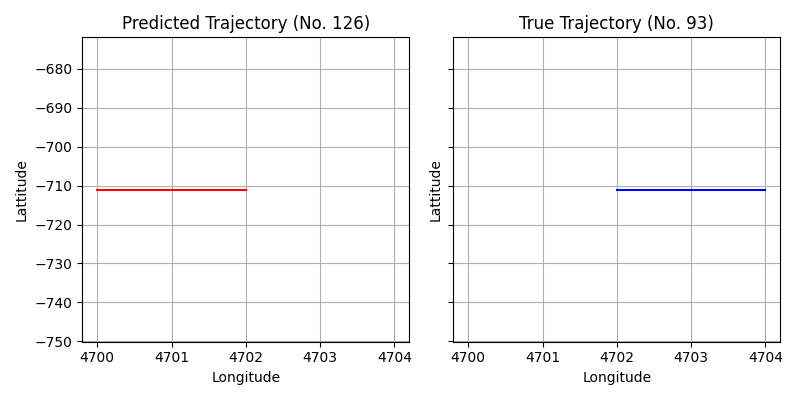 Predicted Trajectory (No. 126)
True Trajectory (No. 93)
Lattitude
−680
−690
−700
−710
−720
−730
−740
−750
4700 4701 4702 4703 4704
Longitude
Lattitude
4700 4701 4702 4703 4704
Longitude